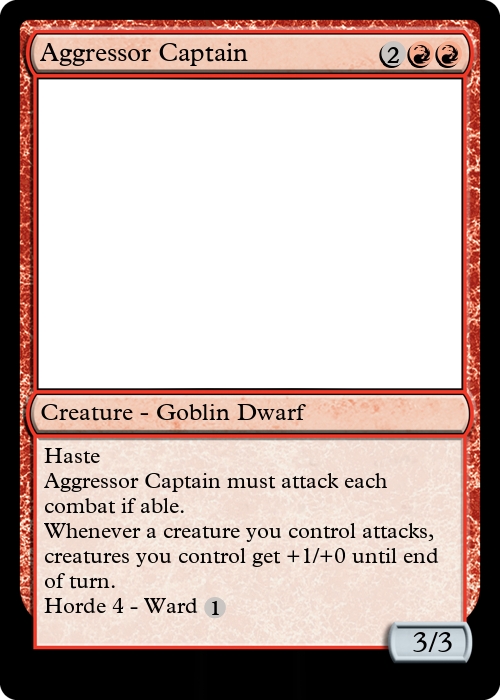 Aggressor Captain 2
Creature - Goblin Dwarf
Haste
Aggressor Captain must attack each
combat if able.
Whenever a creature you control attacks,
creatures you control get +1/+0 until end
of turn.
Horde 4 - Ward 1
3/3